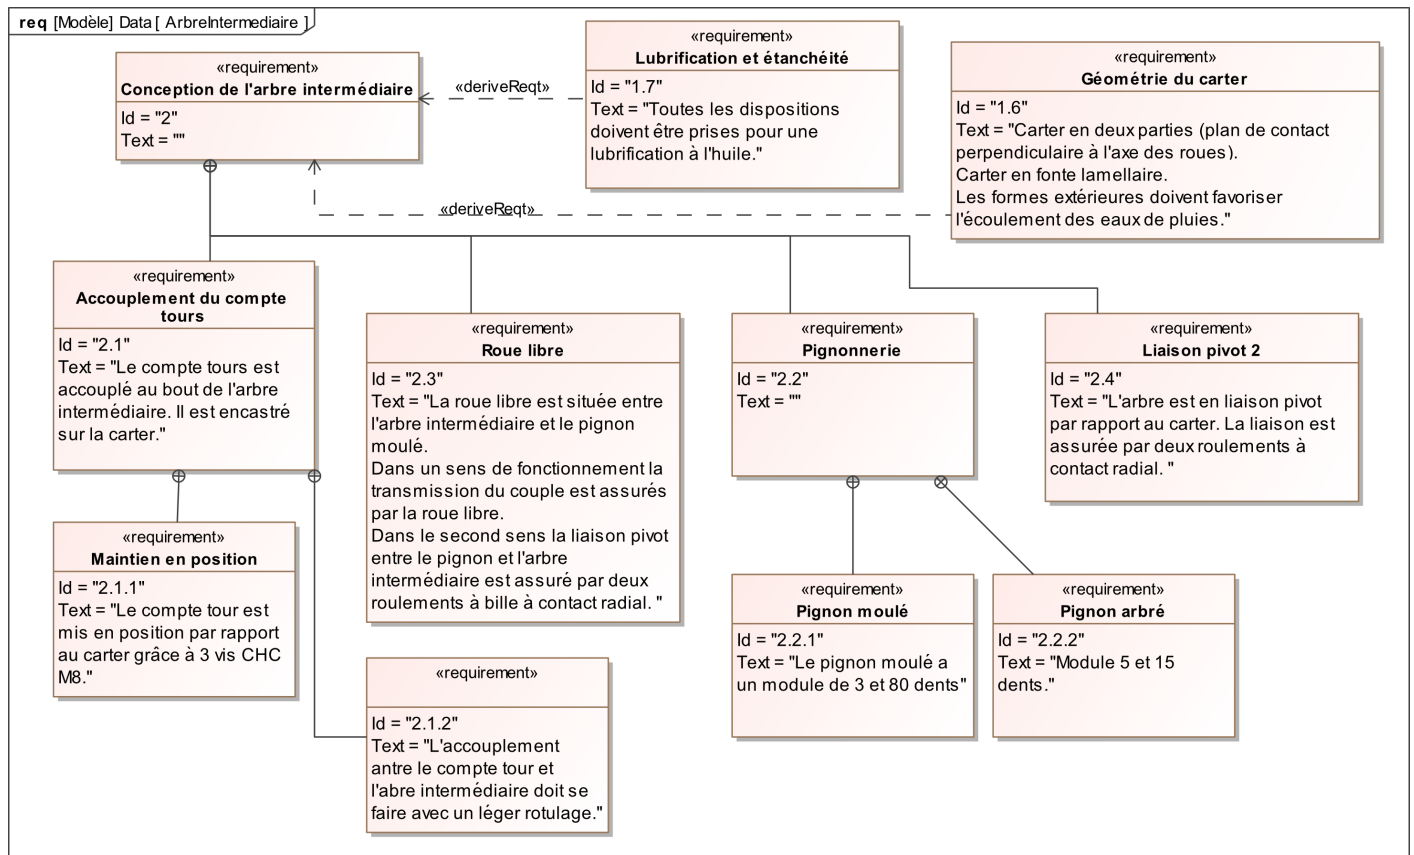 req [Modèle] Data [ ArbreIntermediaire ]
«requirement»
Conception de l'arbre intermédiaire
Id = "2"
Text = ""
«deriveReqt»
«requirement»
Lubrification et étanchéité
Id = "1.7"
Text = "Toutes les dispositions
doivent être prises pour une
lubrification à l'huile."
«requirement»
Géométrie du carter
Id = "1.6"
Text = "Carter en deux parties (plan de contact
perpendiculaire à l'axe des roues).
Carter en fonte lamellaire.
Les formes extérieures doivent favoriser
l'écoulement des eaux de pluies."
«deriveReqt»
«requirement»
Accouplement du compte
tours
Id = "2.1"
Text = "Le compte tours est
accouplé au bout de l'arbre
intermédiaire. Il est encastré
sur la carter."
«requirement»
Roue libre
Id = "2.3"
Text = "La roue libre est située entre
l'arbre intermédiaire et le pignon
moulé.
Dans un sens de fonctionnement la
transmission du couple est assurés
par la roue libre.
Dans le second sens la liaison pivot
entre le pignon et l'arbre
intermédiaire est assuré par deux
roulements à bille à contact radial. "
«requirement»
Pignonnerie
Id = "2.2"
Text = ""
«requirement»
Liaison pivot 2
Id = "2.4"
Text = "L'arbre est en liaison pivot
par rapport au carter. La liaison est
assurée par deux roulements à
contact radial. "
«requirement»
Maintien en position
Id = "2.1.1"
Text = "Le compte tour est
mis en position par rapport
au carter grâce à 3 vis CHC
M8."
«requirement»
Id = "2.1.2"
Text = "L'accouplement
antre le compte tour et
l'abre intermédiaire doit se
faire avec un léger rotulage."
«requirement»
Pignon moulé
Id = "2.2.1"
Text = "Le pignon moulé a
un module de 3 et 80 dents"
«requirement»
Pignon arbré
Id = "2.2.2"
Text = "Module 5 et 15
dents."